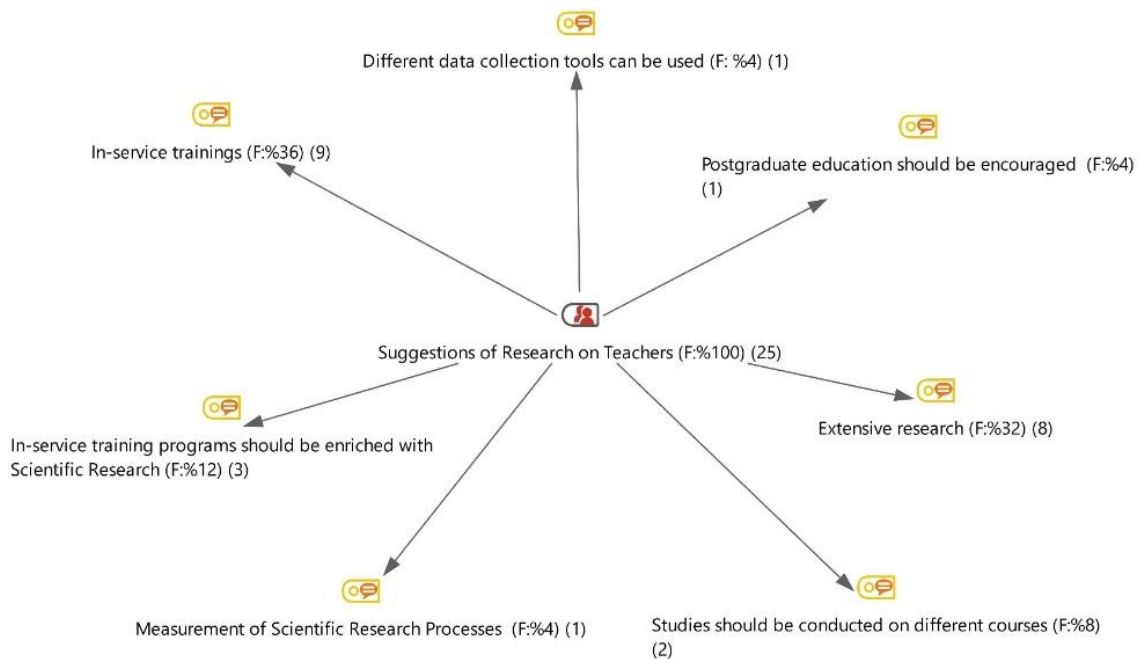 Different data collection tools can be used (F: %4) (1)
In-service trainings (F:%36) (9)
Postgraduate education should be encouraged (F:%4)
(1)
Suggestions of Research on Teachers (F:%100) (25)
In-service training programs should be enriched with
Scientific Research (F:%12) (3)
Extensive research (F:%32) (8)
Measurement of Scientific Research Processes (F:%4) (1)
Studies should be conducted on different courses (F:%8)
(2)